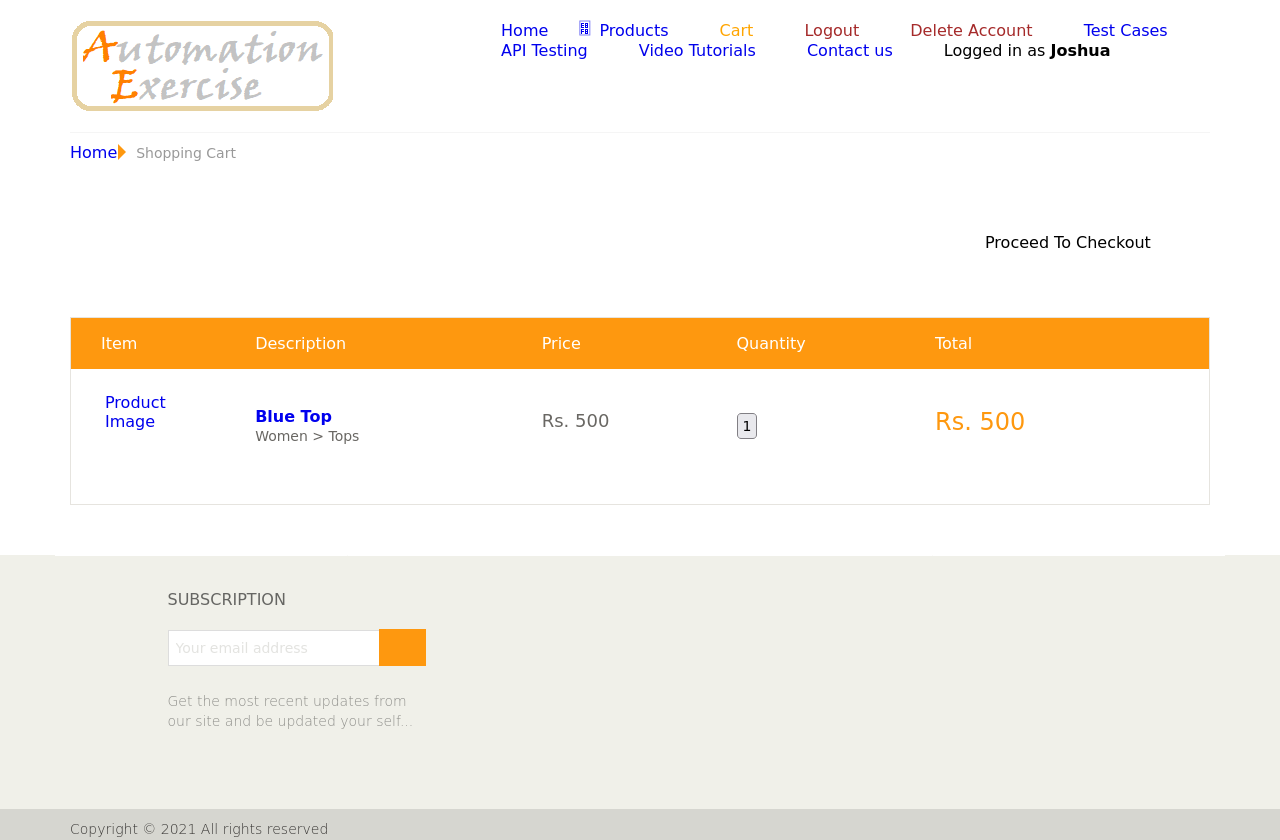 Automation
Exercise
Home Products Cart Logout Delete Account Test Cases
API Testing Video Tutorials Contact us Logged in as Joshua
Home Shopping Cart
Proceed To Checkout
Item Description Price Quantity Total
Product
Image
Blue Top
Women > Tops
Rs. 500
1
Rs. 500
SUBSCRIPTION
Your email address
Get the most recent updates from
our site and be updated your self...
Copyright © 2021 All rights reserved